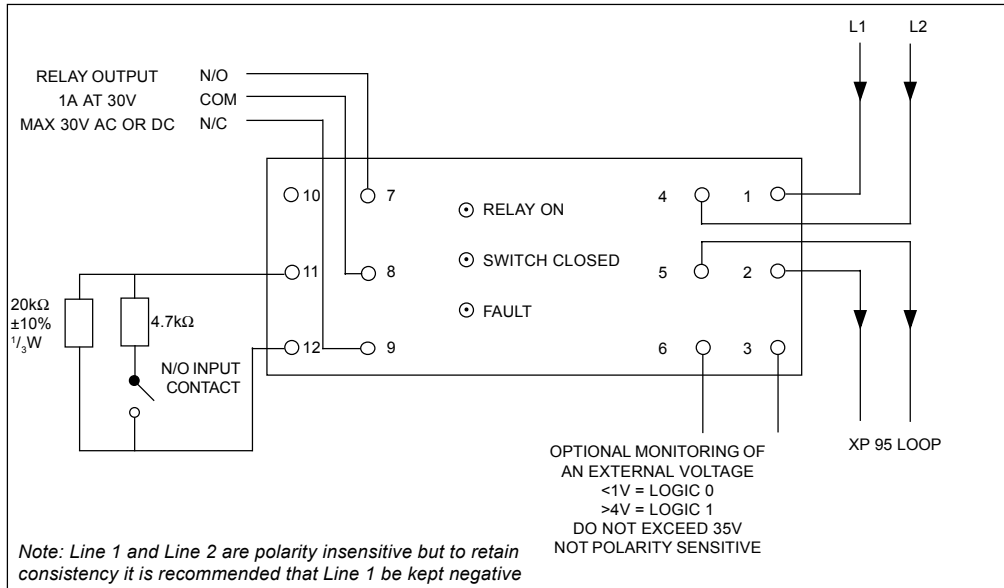 L1 L2
RELAY OUTPUT N/O
1A AT 30V COM
MAX 30V AC OR DC N/C
10 7 4 1
RELAY ON
11 8 SWITCH CLOSED 5 2
FAULT
12 9 6 3
20kΩ
±10%
1/3W
4.7kΩ
N/O INPUT
CONTACT
XP 95 LOOP
OPTIONAL MONITORING OF
AN EXTERNAL VOLTAGE
<1V = LOGIC 0
>4V = LOGIC 1
DO NOT EXCEED 35V
NOT POLARITY SENSITIVE
Note: Line 1 and Line 2 are polarity insensitive but to retain
consistency it is recommended that Line 1 be kept negative